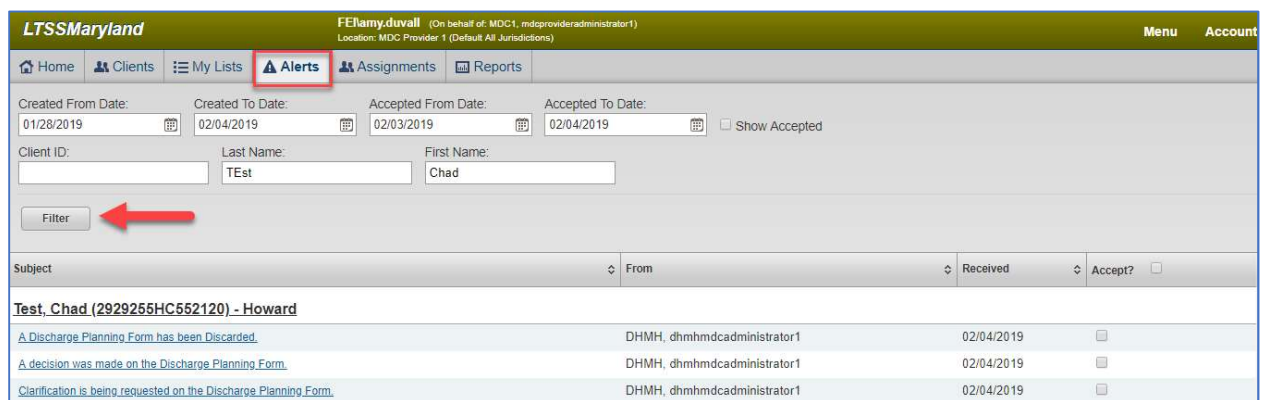 LTSSMaryland
FEI\amy.duvall (On behalf of: MDC1, mdcprovideradministrator1)
Location: MDC Provider 1 (Default All Jurisdictions)
Menu Account
Home Clients My Lists Alerts Assignments Reports
Created From Date: Created To Date: Accepted From Date: Accepted To Date:
01/28/2019 02/04/2019 02/03/2019 02/04/2019 Show Accepted
Client ID: Last Name: First Name:
TEst Chad
Filter
Subject From Received Accept?
Test, Chad (2929255HC552120) - Howard
A Discharge Planning Form has been Discarded. DHMH, dhmhmdcadministrator1 02/04/2019
A decision was made on the Discharge Planning Form. DHMH, dhmhmdcadministrator1 02/04/2019
Clarification is being requested on the Discharge Planning Form. DHMH, dhmhmdcadministrator1 02/04/2019